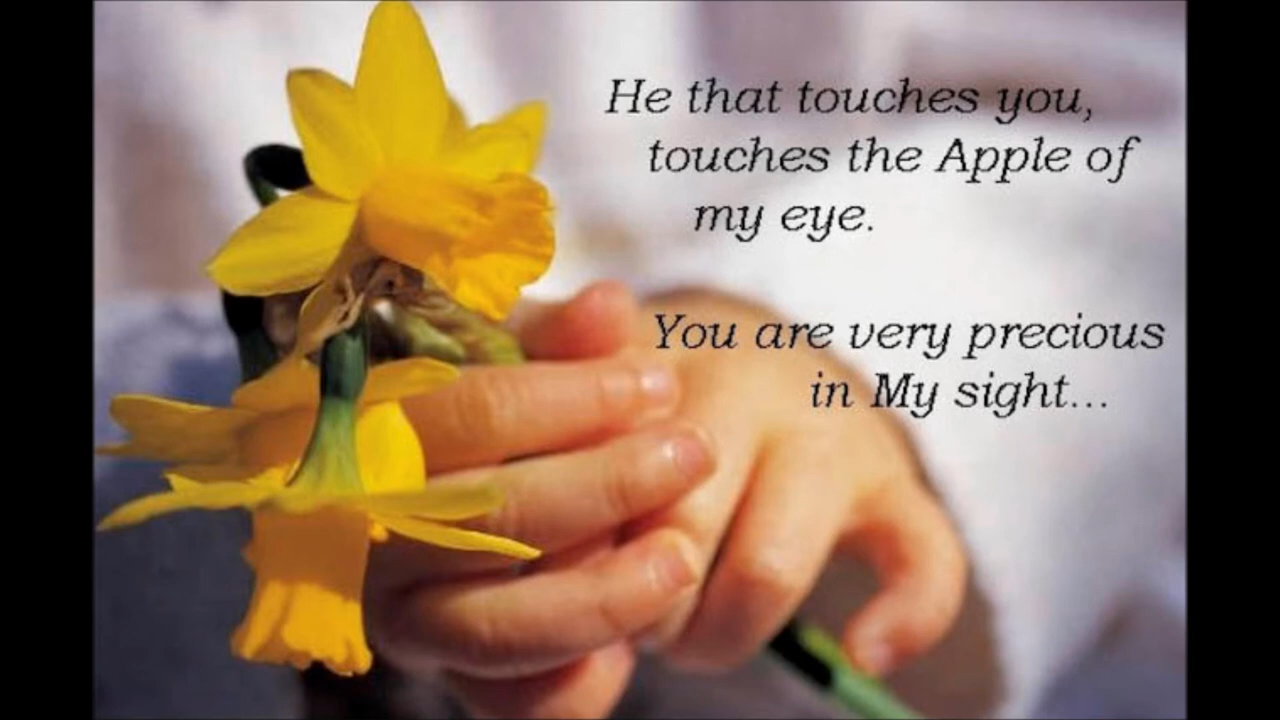 He that touches you,
touches the Apple of
my eye.
You are very precious
in My sight...